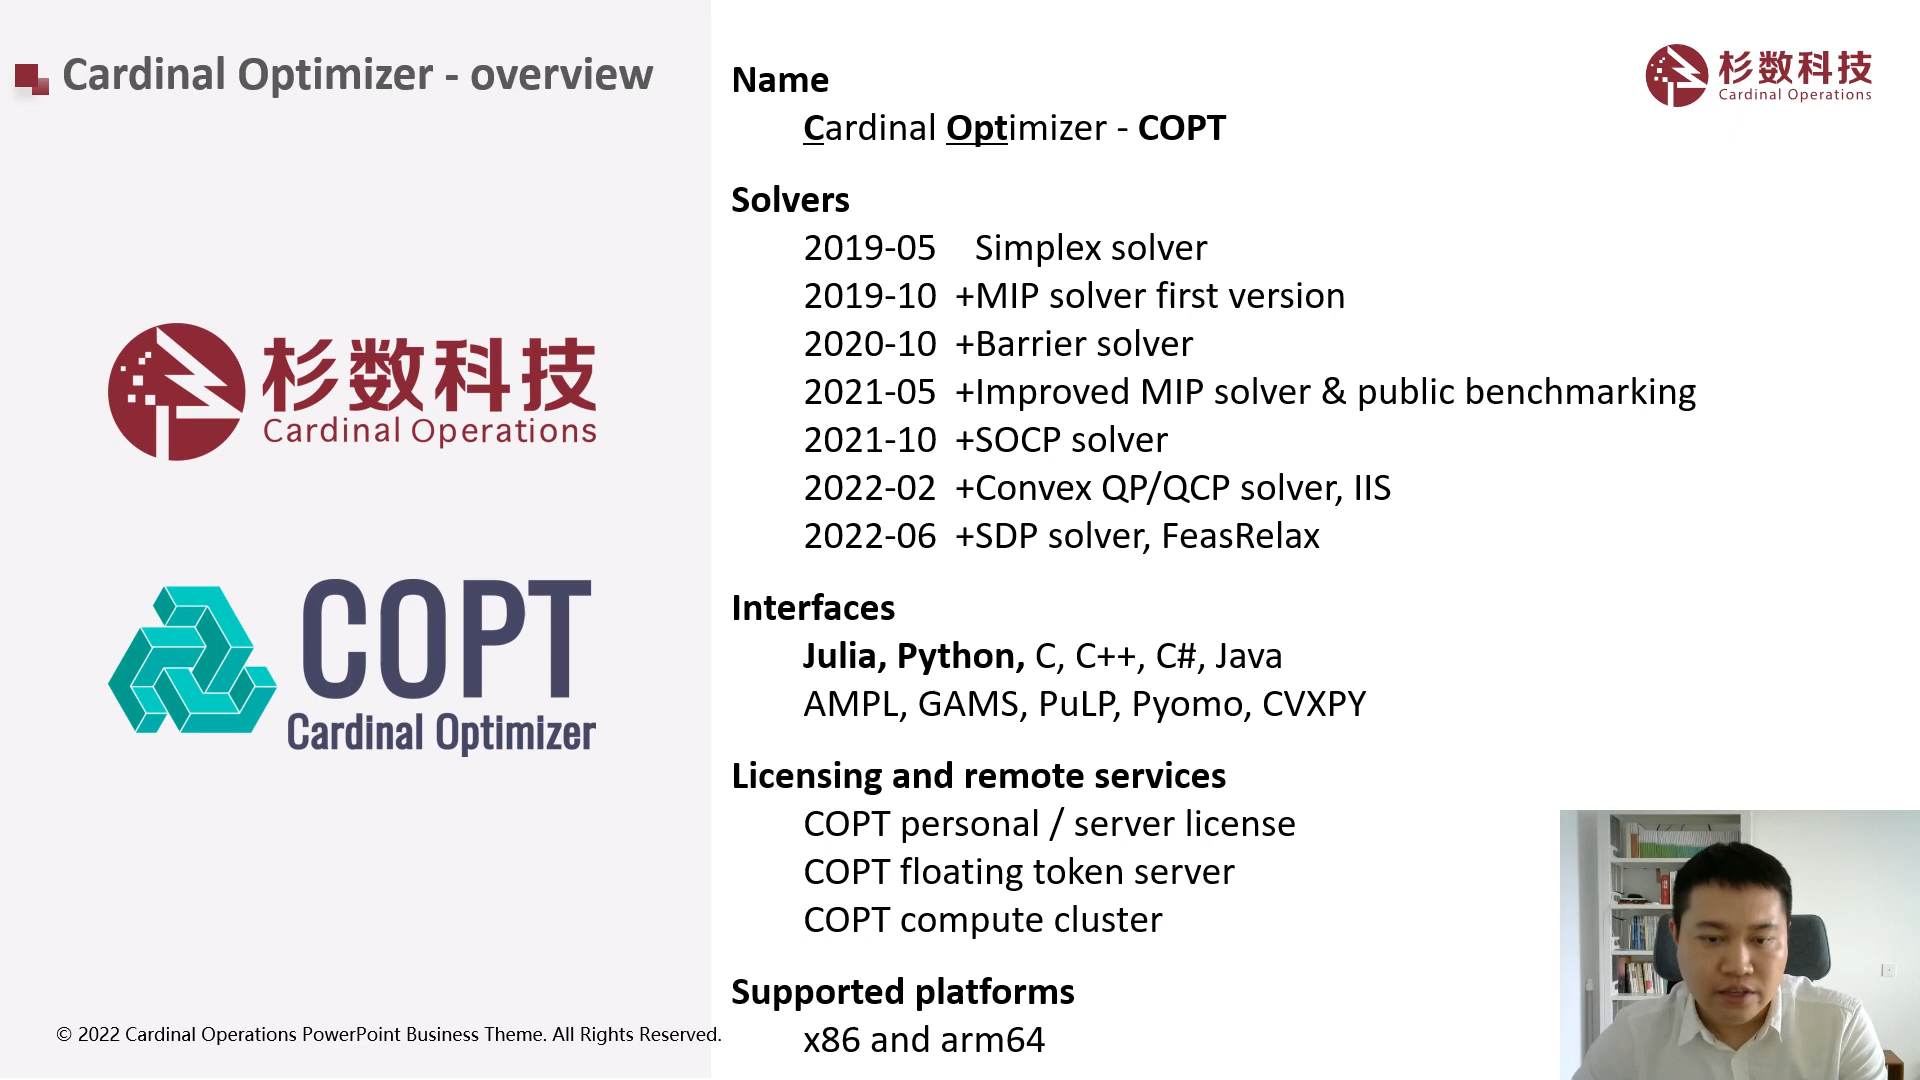 Cardinal Optimizer - overview
杉数科技
Cardinal Operations
COPT
Cardinal Optimizer
© 2022 Cardinal Operations PowerPoint Business Theme. All Rights Reserved.
Name
Cardinal Optimizer - COPT
Solvers
2019-05 Simplex solver
2019-10 +MIP solver first version
2020-10 +Barrier solver
2021-05 +Improved MIP solver & public benchmarking
2021-10 +SOCP solver
2022-02 +Convex QP/QCP solver, IIS
2022-06 +SDP solver, FeasRelax
Interfaces
Julia, Python, C, C++, C#, Java
AMPL, GAMS, PuLP, Pyomo, CVXPY
Licensing and remote services
COPT personal / server license
COPT floating token server
COPT compute cluster
Supported platforms
x86 and arm64
杉数科技
Cardinal Operations